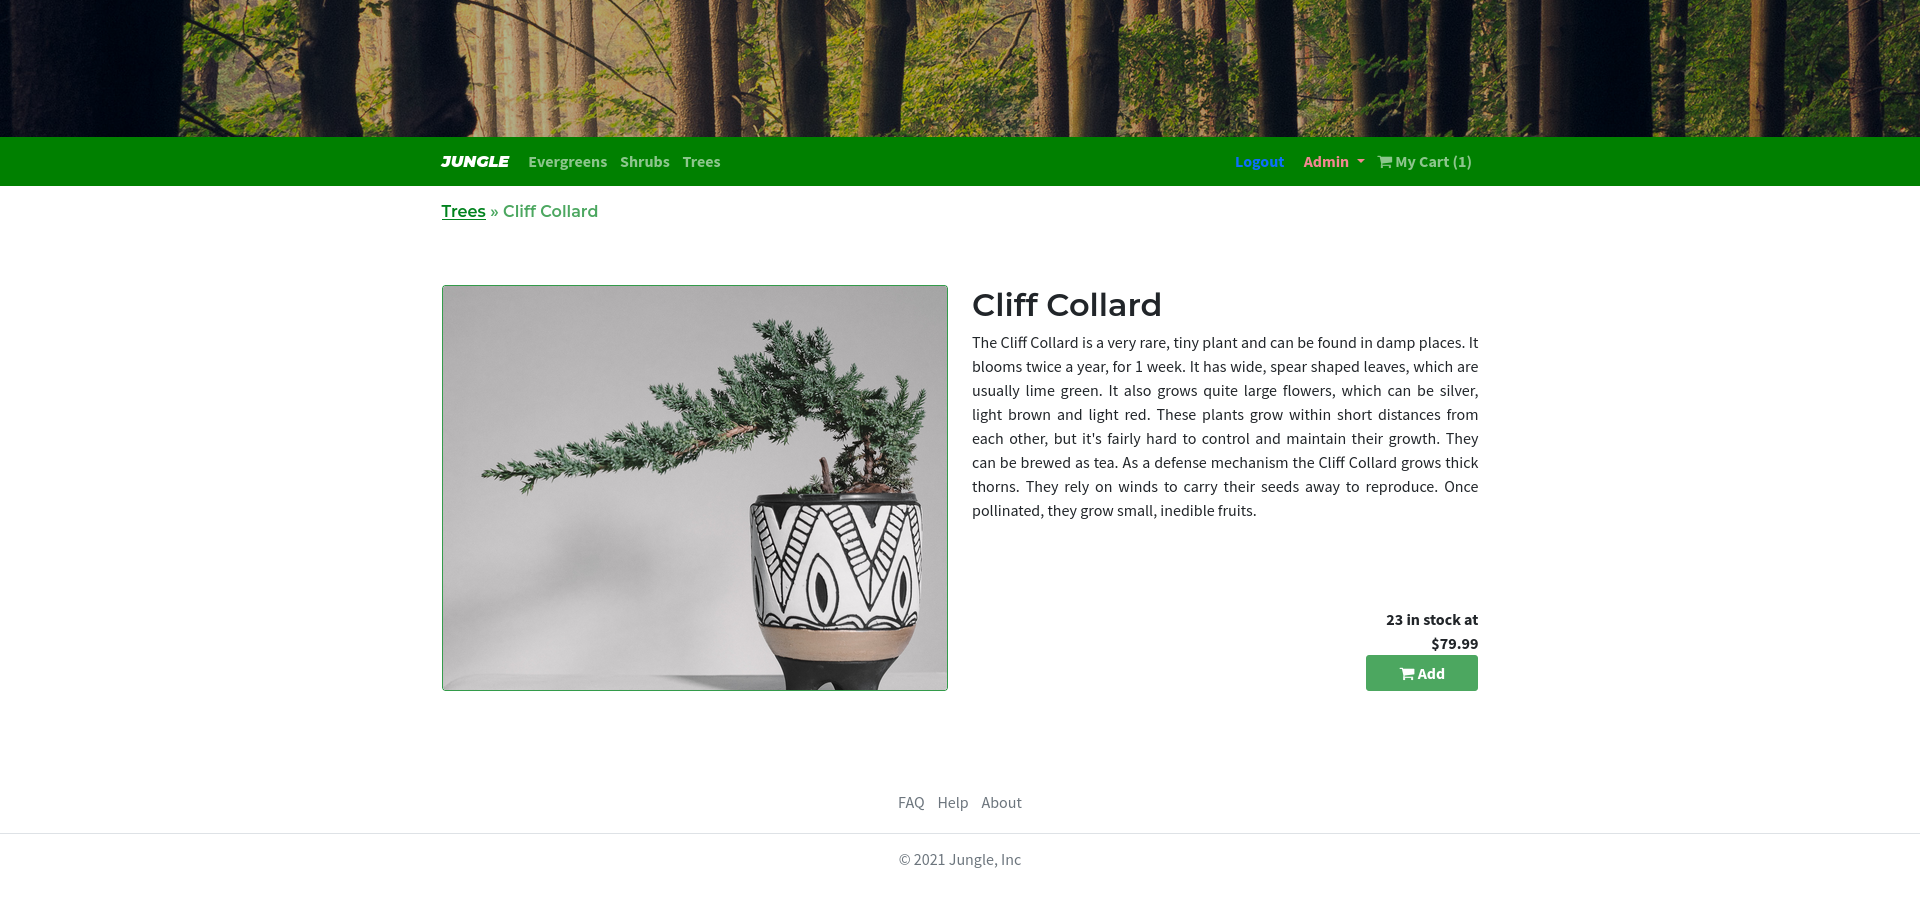 JUNGLE Evergreens Shrubs Trees Logout Admin My Cart (1)
Trees » Cliff Collard
Cliff Collard
The Cliff Collard is a very rare, tiny plant and can be found in damp places. It
blooms twice a year, for 1 week. It has wide, spear shaped leaves, which are
usually lime green. It also grows quite large flowers, which can be silver,
light brown and light red. These plants grow within short distances from
each other, but it's fairly hard to control and maintain their growth. They
can be brewed as tea. As a defense mechanism the Cliff Collard grows thick
thorns. They rely on winds to carry their seeds away to reproduce. Once
pollinated, they grow small, inedible fruits.
23 in stock at
$79.99
Add
FAQ Help About
© 2021 Jungle, Inc